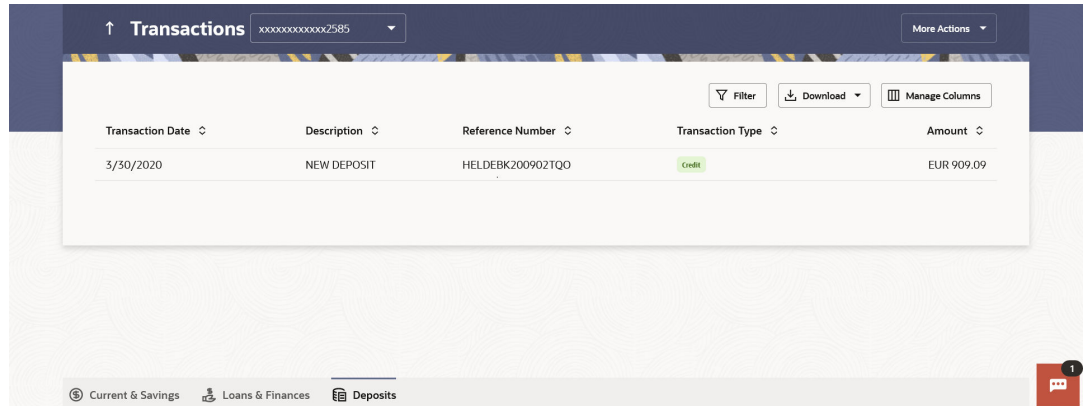 Transactions xxxxxxxxxxxx2585 More Actions
Filter Download Manage Columns
Transaction Date Description Reference Number Transaction Type Amount
3/30/2020 NEW DEPOSIT HELDEBK200902TQO Credit EUR 909.09
Current & Savings Loans & Finances Deposits
1